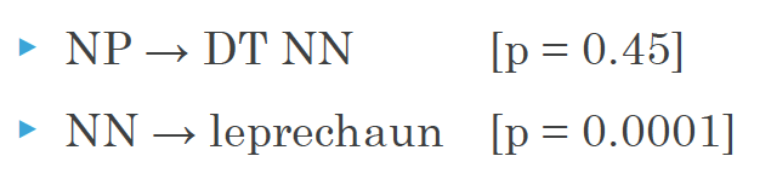 ▸ NP → DT NN [p = 0.45]
▸ NN → leprechaun [p = 0.0001]